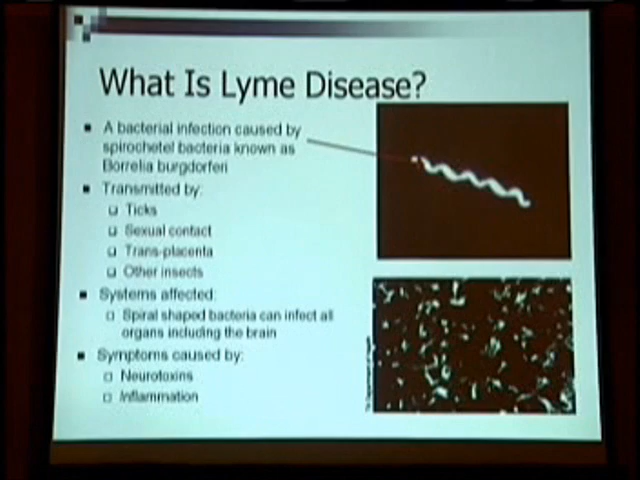 What Is Lyme Disease?
A bacterial infection caused by
spirochetel bacteria known as
Borrelia burgdorferi
Transmitted by:
Ticks
Sexual contact
Trans-placenta
Other insects
Systems affected:
Spiral shaped bacteria can infect all
organs including the brain
Symptoms caused by:
Neurotoxins
Inflammation